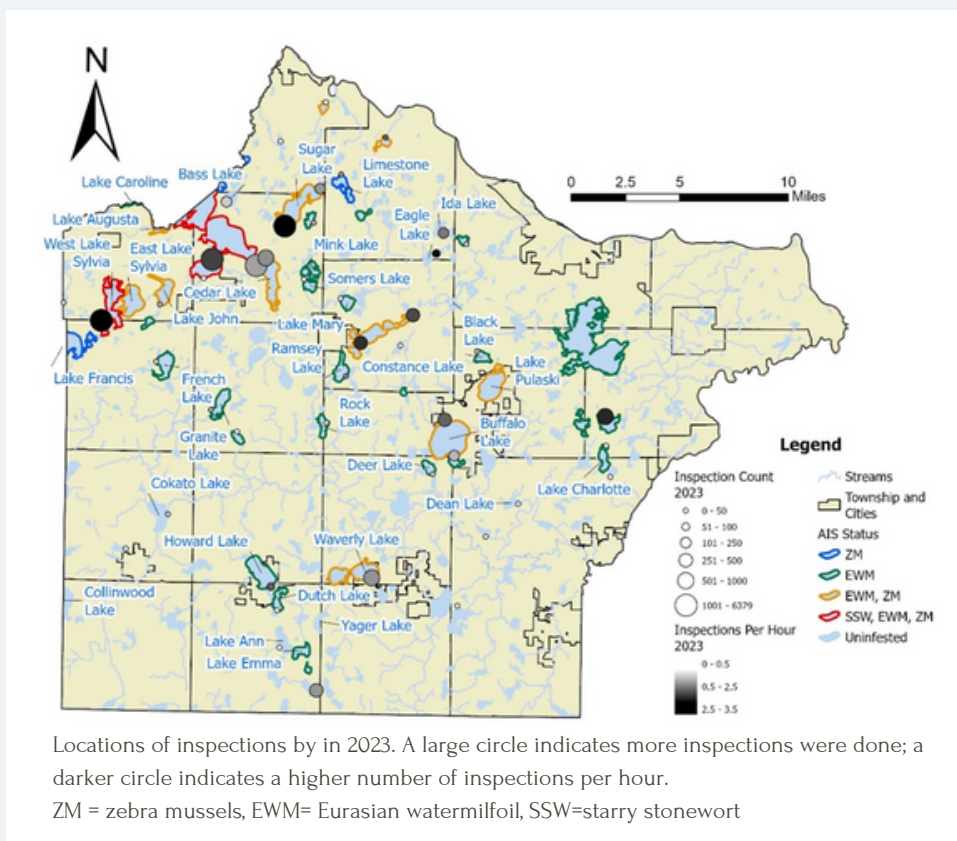 N
Sugar
Lake
Limestone
Lake
0 2.5 5 10
Miles
Lake Caroline
Bass Lake
Ida Lake
Eagle
Lake
Lake Augusta
West Lake
Sylvia
East Lake
Sylvia
Mink Lake
Somers Lake
Cedar Lake
Lake John
Lake Mary
Black
Lake
Ramsey
Lake
Constance Lake
Lake
Pulaski
Lake Francis
French
Lake
Rock
Lake
Buffalo
Lake
Granite
Lake
Deer Lake
Cokato Lake
Dean Lake
Lake Charlotte
Howard Lake
Waverly Lake
Collinwood
Lake
Dutch Lake
Yager Lake
Lake Ann
Lake Emma
Legend
Inspection Count
2023
0 - 50
51 - 100
101 - 250
251 - 500
501 - 1000
1001 - 6379
Inspections Per Hour
2023
0 - 0.5
0.5 - 2.5
2.5 - 3.5
Streams
Township and
Cities
AIS Status
ZM
EWM
EWM, ZM
SSW, EWM, ZM
Uninfested
Locations of inspections by in 2023. A large circle indicates more inspections were done; a
darker circle indicates a higher number of inspections per hour.
ZM = zebra mussels, EWM= Eurasian watermilfoil, SSW=starry stonewort